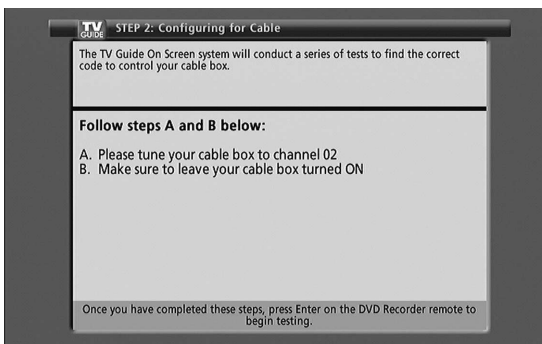 TV
GUIDE
STEP 2: Configuring for Cable
The TV Guide On Screen system will conduct a series of tests to find the correct
code to control your cable box.
Follow steps A and B below:
A. Please tune your cable box to channel 02
B. Make sure to leave your cable box turned ON
Once you have completed these steps, press Enter on the DVD Recorder remote to
begin testing.